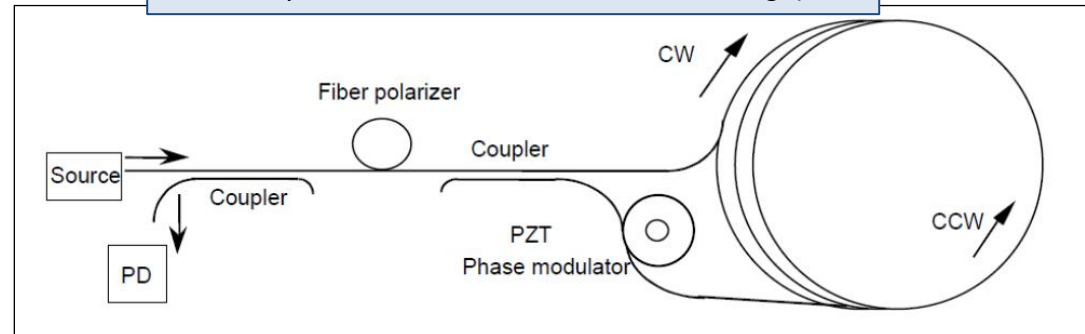 CW
Fiber polarizer
Coupler
Source
Coupler
CCW
PZT
PD
Phase modulator